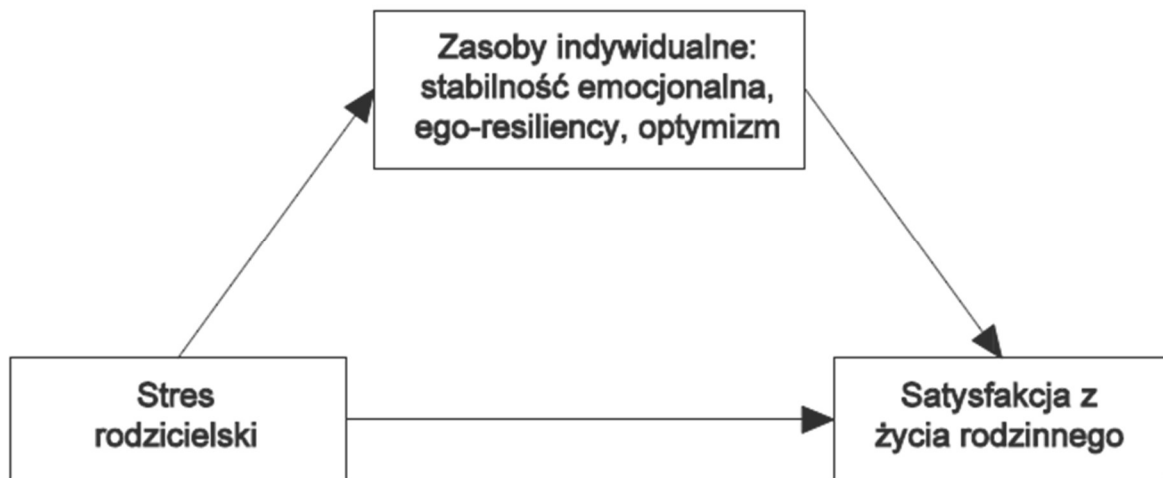 Zasoby indywidualne:
stabilność emocjonalna,
ego-resiliency, optymizm
Stres
rodzicielski
Satysfakcja z
życia rodzinnego